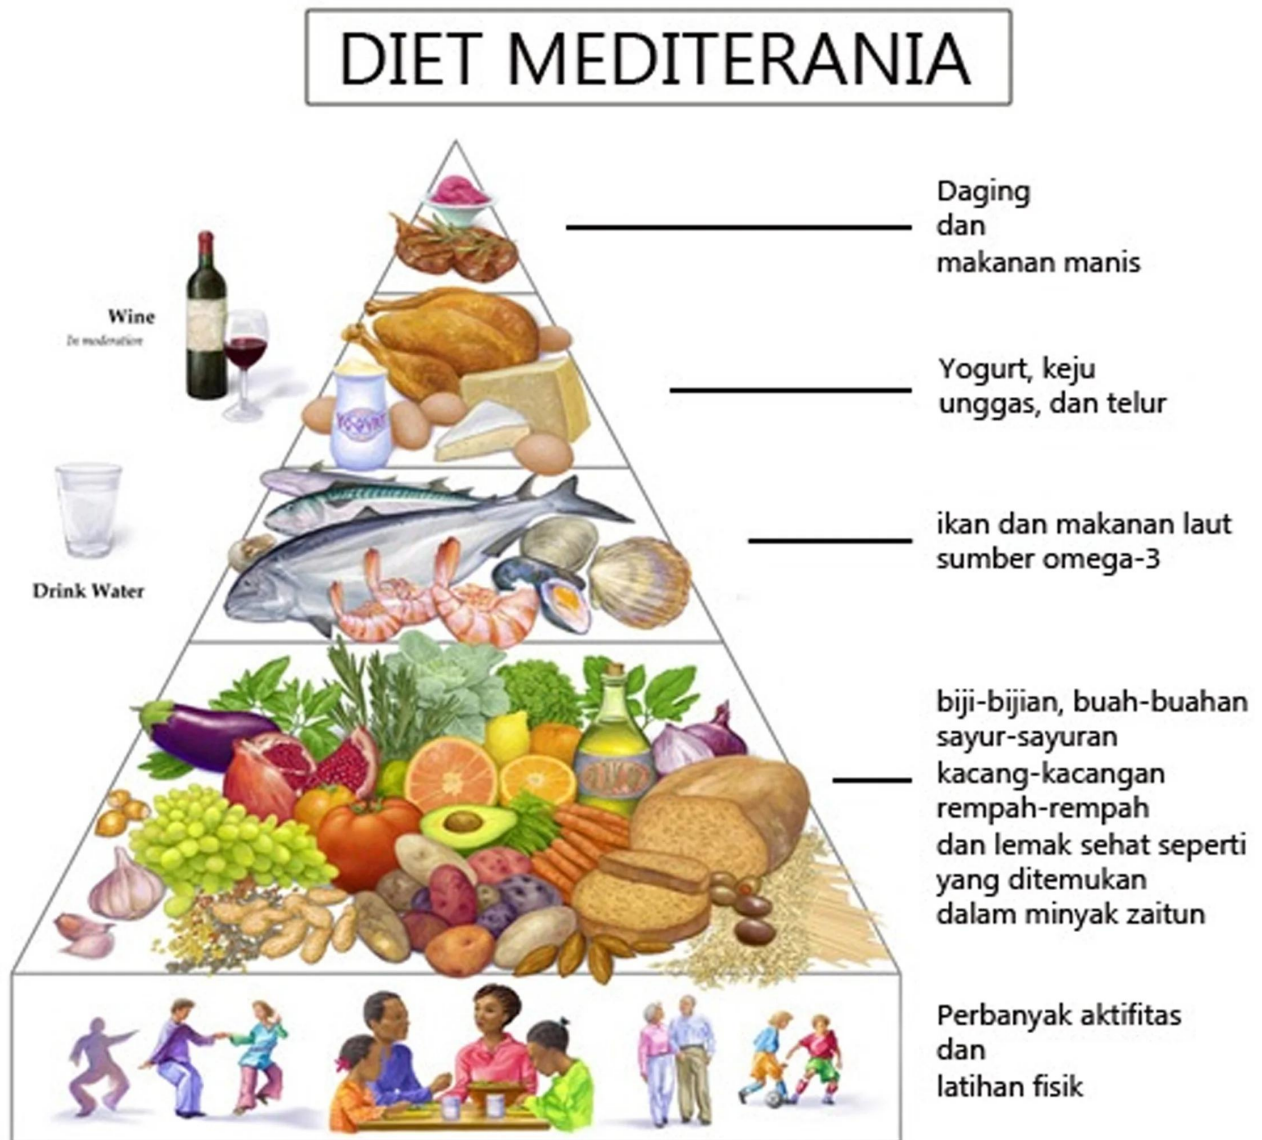 DIET MEDITERANIA
Daging
dan
makanan manis
Wine
In moderation
Yogurt, keju
unggas, dan telur
YOGURT
ikan dan makanan laut
sumber omega-3
Drink Water
biji-bijian, buah-buahan
sayur-sayuran
kacang-kacangan
rempah-rempah
dan lemak sehat seperti
yang ditemukan
dalam minyak zaitun
Perbanyak aktifitas
dan
latihan fisik